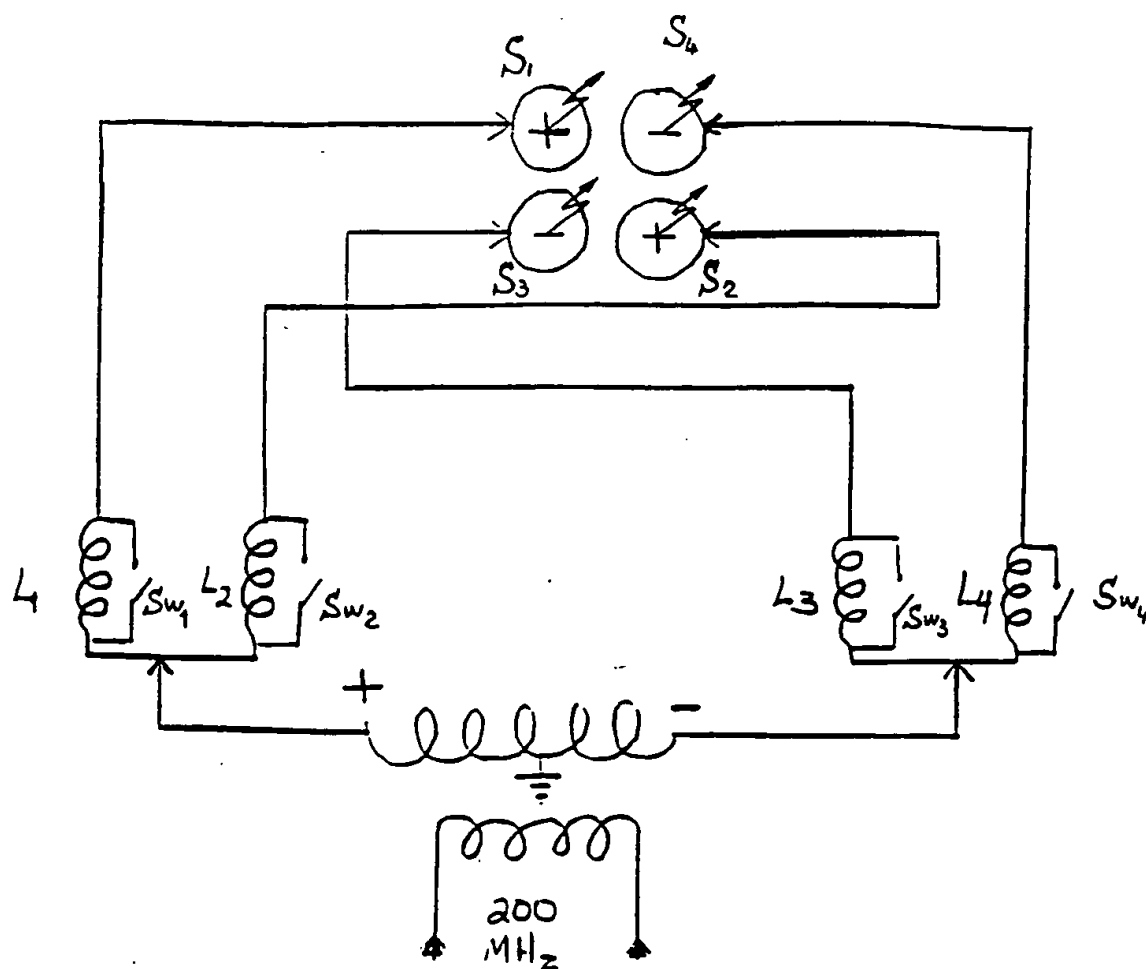 S₄
S₁
+ −
− +
S₃ S₂
L₁ Sw₁ L₂ Sw₂ L₃ Sw₃ L₄ Sw₄
+ −
200
MHz